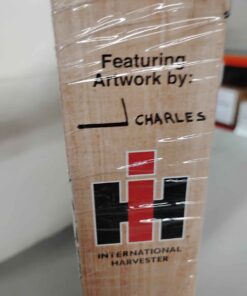 Featuring
Artwork by:
CHARLES
INTERNATIONAL
HARVESTER